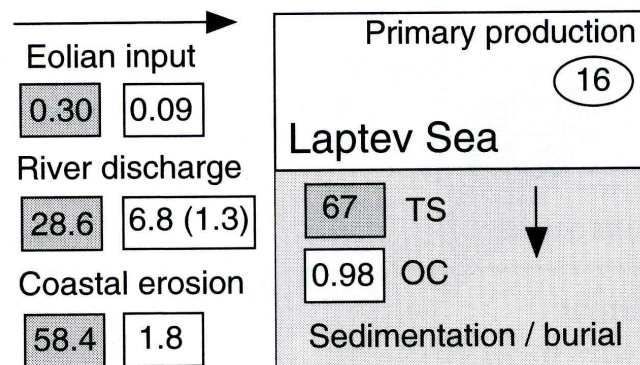 Eolian input
0.30 0.09
River discharge
28.6 6.8 (1.3)
Coastal erosion
58.4 1.8
Primary production
16
Laptev Sea
67 TS
0.98 OC
Sedimentation / burial